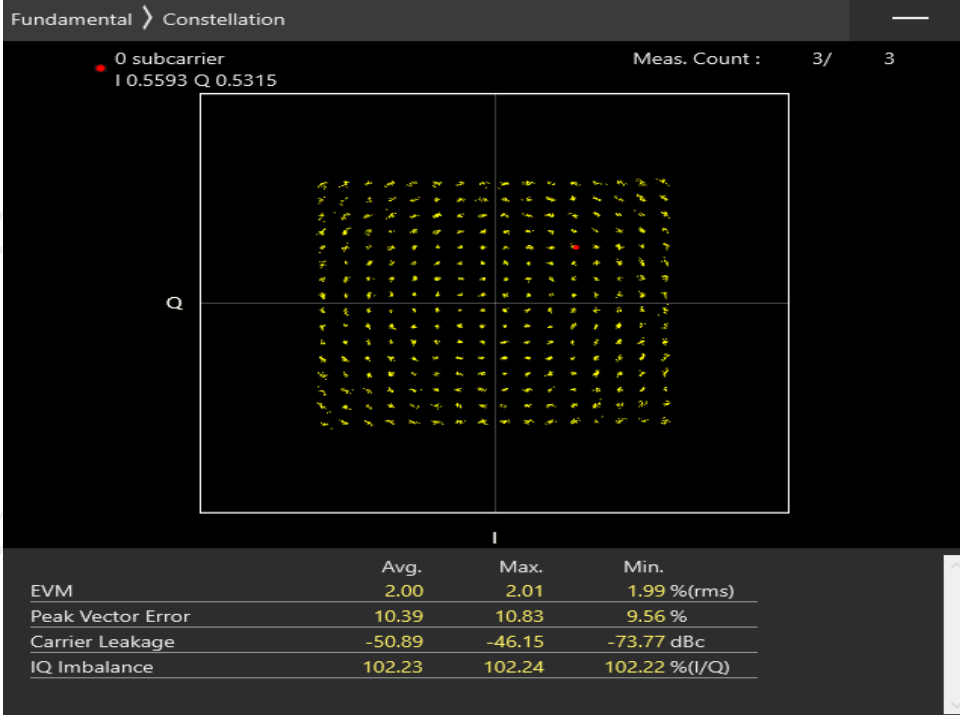 Fundamental 〉 Constellation
0 subcarrier
I 0.5593 Q 0.5315
Meas. Count : 3/ 3
Q
I
Avg. Max. Min.
EVM 2.00 2.01 1.99 %(rms)
Peak Vector Error 10.39 10.83 9.56 %
Carrier Leakage -50.89 -46.15 -73.77 dBc
IQ Imbalance 102.23 102.24 102.22 %(I/Q)